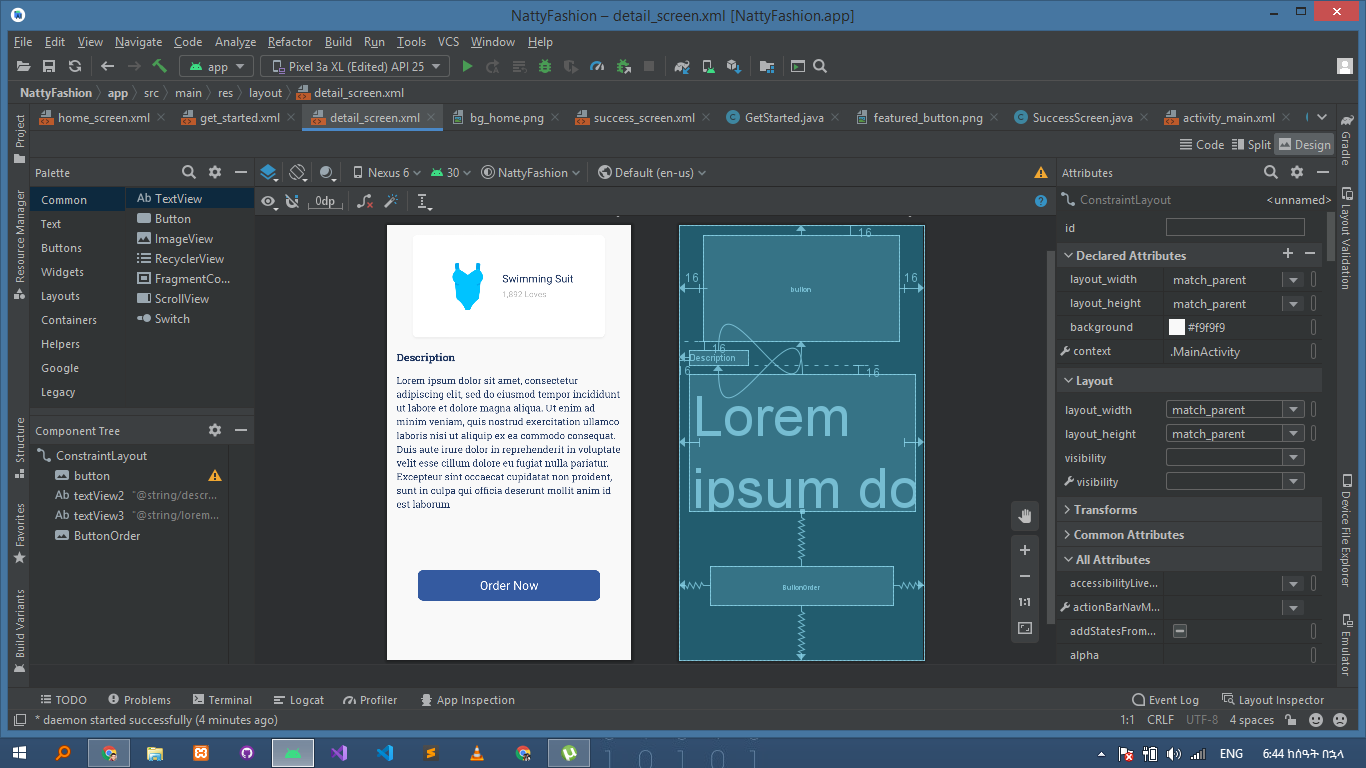 NattyFashion – detail_screen.xml [NattyFashion.app]
File Edit View Navigate Code Analyze Refactor Build Run Tools VCS Window Help
app Pixel 3a XL (Edited) API 25
NattyFashion app src main res layout detail_screen.xml
home_screen.xml get_started.xml detail_screen.xml bg_home.png success_screen.xml GetStarted.java featured_button.png SuccessScreen.java activity_main.xml
Code Split Design
Project
Resource Manager
Structure
Favorites
Build Variants
Palette
Common
Text
Buttons
Widgets
Layouts
Containers
Helpers
Google
Legacy
Ab TextView
Button
ImageView
RecyclerView
FragmentCo...
ScrollView
Switch
Component Tree
ConstraintLayout
button
Ab textView2 "@string/descr...
Ab textView3 "@string/lorem...
ButtonOrder
Nexus 6 30 NattyFashion Default (en-us)
0dp
Swimming Suit
1,892 Loves
Description
Lorem ipsum dolor sit amet, consectetur
adipiscing elit, sed do eiusmod tempor incididunt
ut labore et dolore magna aliqua. Ut enim ad
minim veniam, quis nostrud exercitation ullamco
laboris nisi ut aliquip ex ea commodo consequat.
Duis aute irure dolor in reprehenderit in voluptate
velit esse cillum dolore eu fugiat nulla pariatur.
Excepteur sint occaecat cupidatat non proident,
sunt in culpa qui officia deserunt mollit anim id
est laborum
Order Now
16
16 16
button
16
Description
16 16
Lorem
ipsum do
ButtonOrder
1:1
Attributes
ConstraintLayout <unnamed>
id
Declared Attributes
layout_width match_parent
layout_height match_parent
background #f9f9f9
context .MainActivity
Layout
layout_width match_parent
layout_height match_parent
visibility
visibility
Transforms
Common Attributes
All Attributes
accessibilityLive...
actionBarNavM...
addStatesFrom...
alpha
Gradle
Layout Validation
Device File Explorer
Emulator
TODO Problems Terminal Logcat Profiler App Inspection Event Log Layout Inspector
* daemon started successfully (4 minutes ago) 1:1 CRLF UTF-8 4 spaces
ENG 6:44 ከሰዓት በኋላ